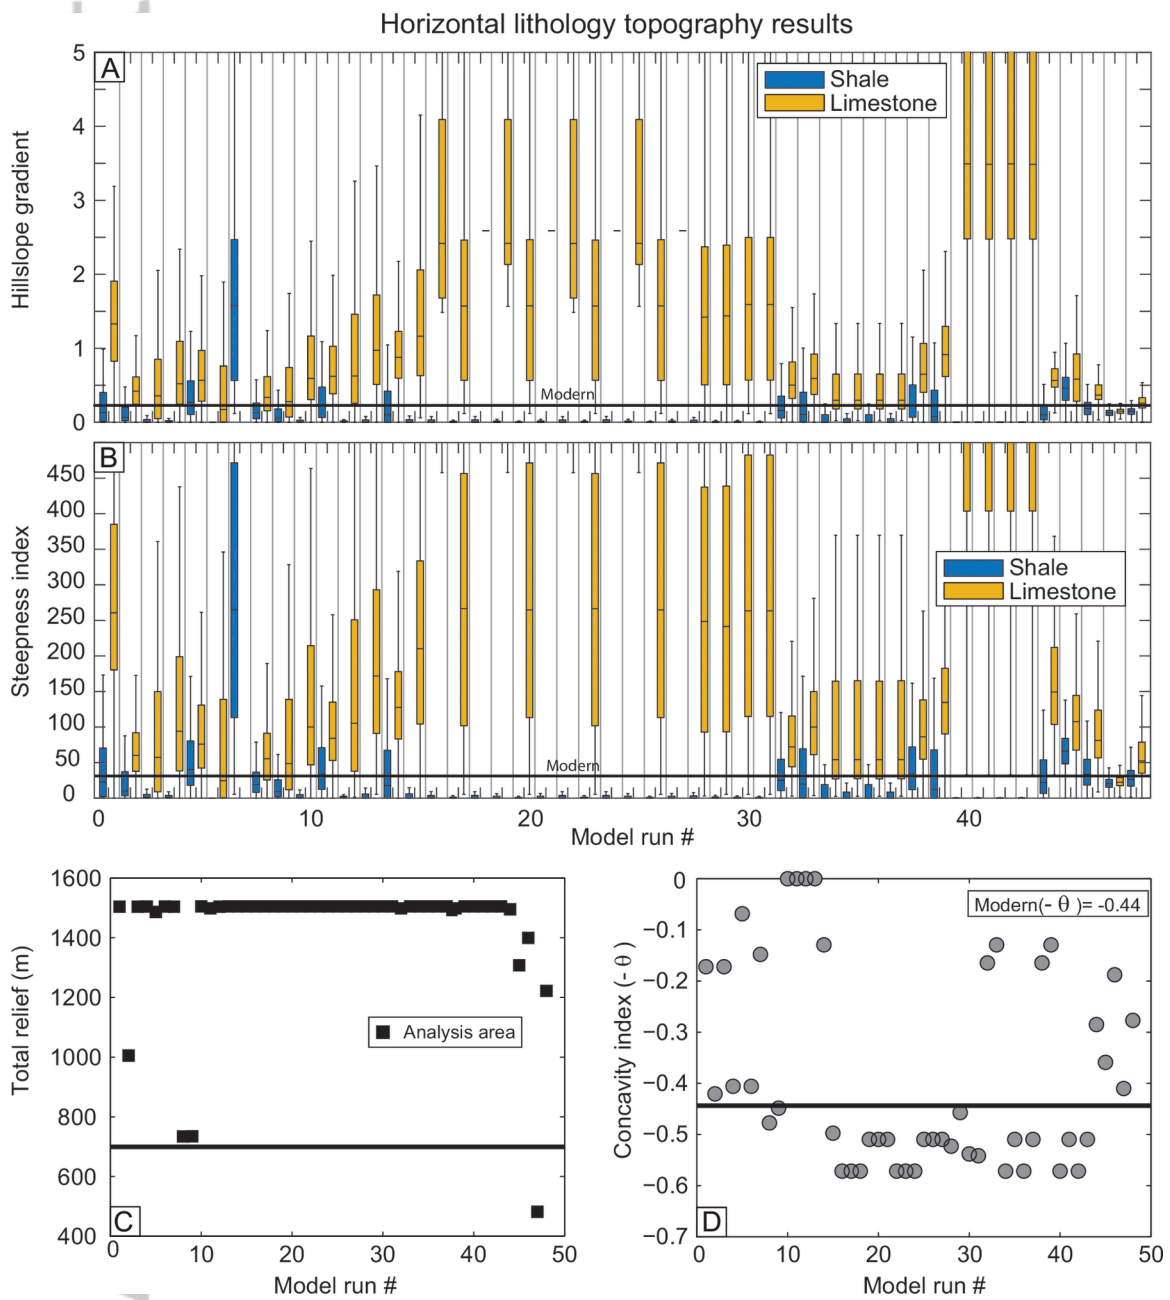 Horizontal lithology topography results
A
Shale
Limestone
Hillslope gradient
5
4
3
2
1
0
Modern
B
Shale
Limestone
Steepness index
450
400
350
300
250
200
150
100
50
0
Modern
0 10 20 30 40
Model run #
Total relief (m)
1600
1400
1200
1000
800
600
400
Analysis area
C
0 10 20 30 40 50
Model run #
Concavity index (- θ )
0
−0.1
−0.2
−0.3
−0.4
−0.5
−0.6
−0.7
Modern(- θ )= -0.44
D
0 10 20 30 40 50
Model run #